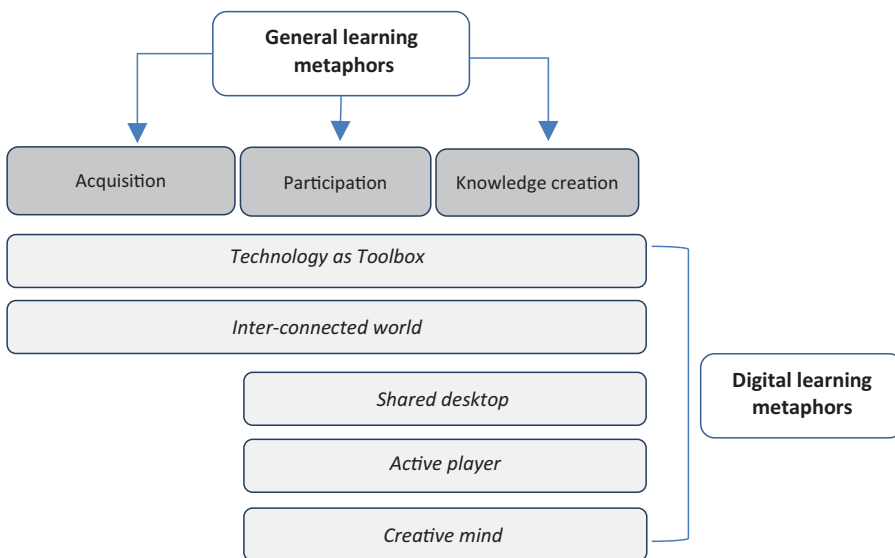 General learning
metaphors
Acquisition
Participation
Knowledge creation
Technology as Toolbox
Inter-connected world
Shared desktop
Active player
Creative mind
Digital learning
metaphors